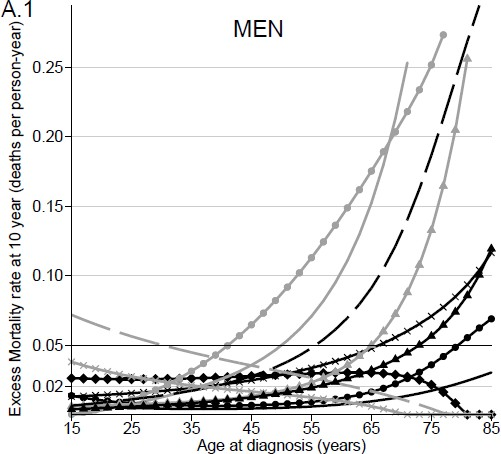 A.1
MEN
Excess Mortality rate at 10 year (deaths per person-year)
0.25
0.20
0.15
0.10
0.05
0.02
15 25 35 45 55 65 75 85
Age at diagnosis (years)